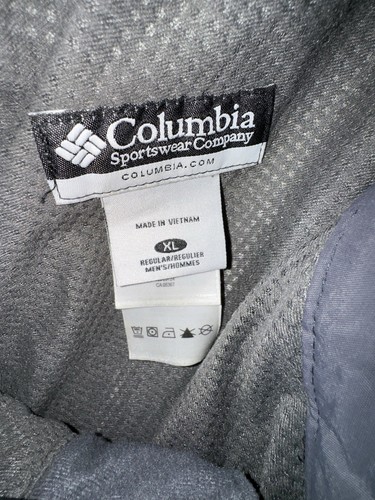 Columbia
Sportswear Company
COLUMBIA.COM
MADE IN VIETNAM
XL
REGULAR/REGULIER
MEN'S/HOMMES